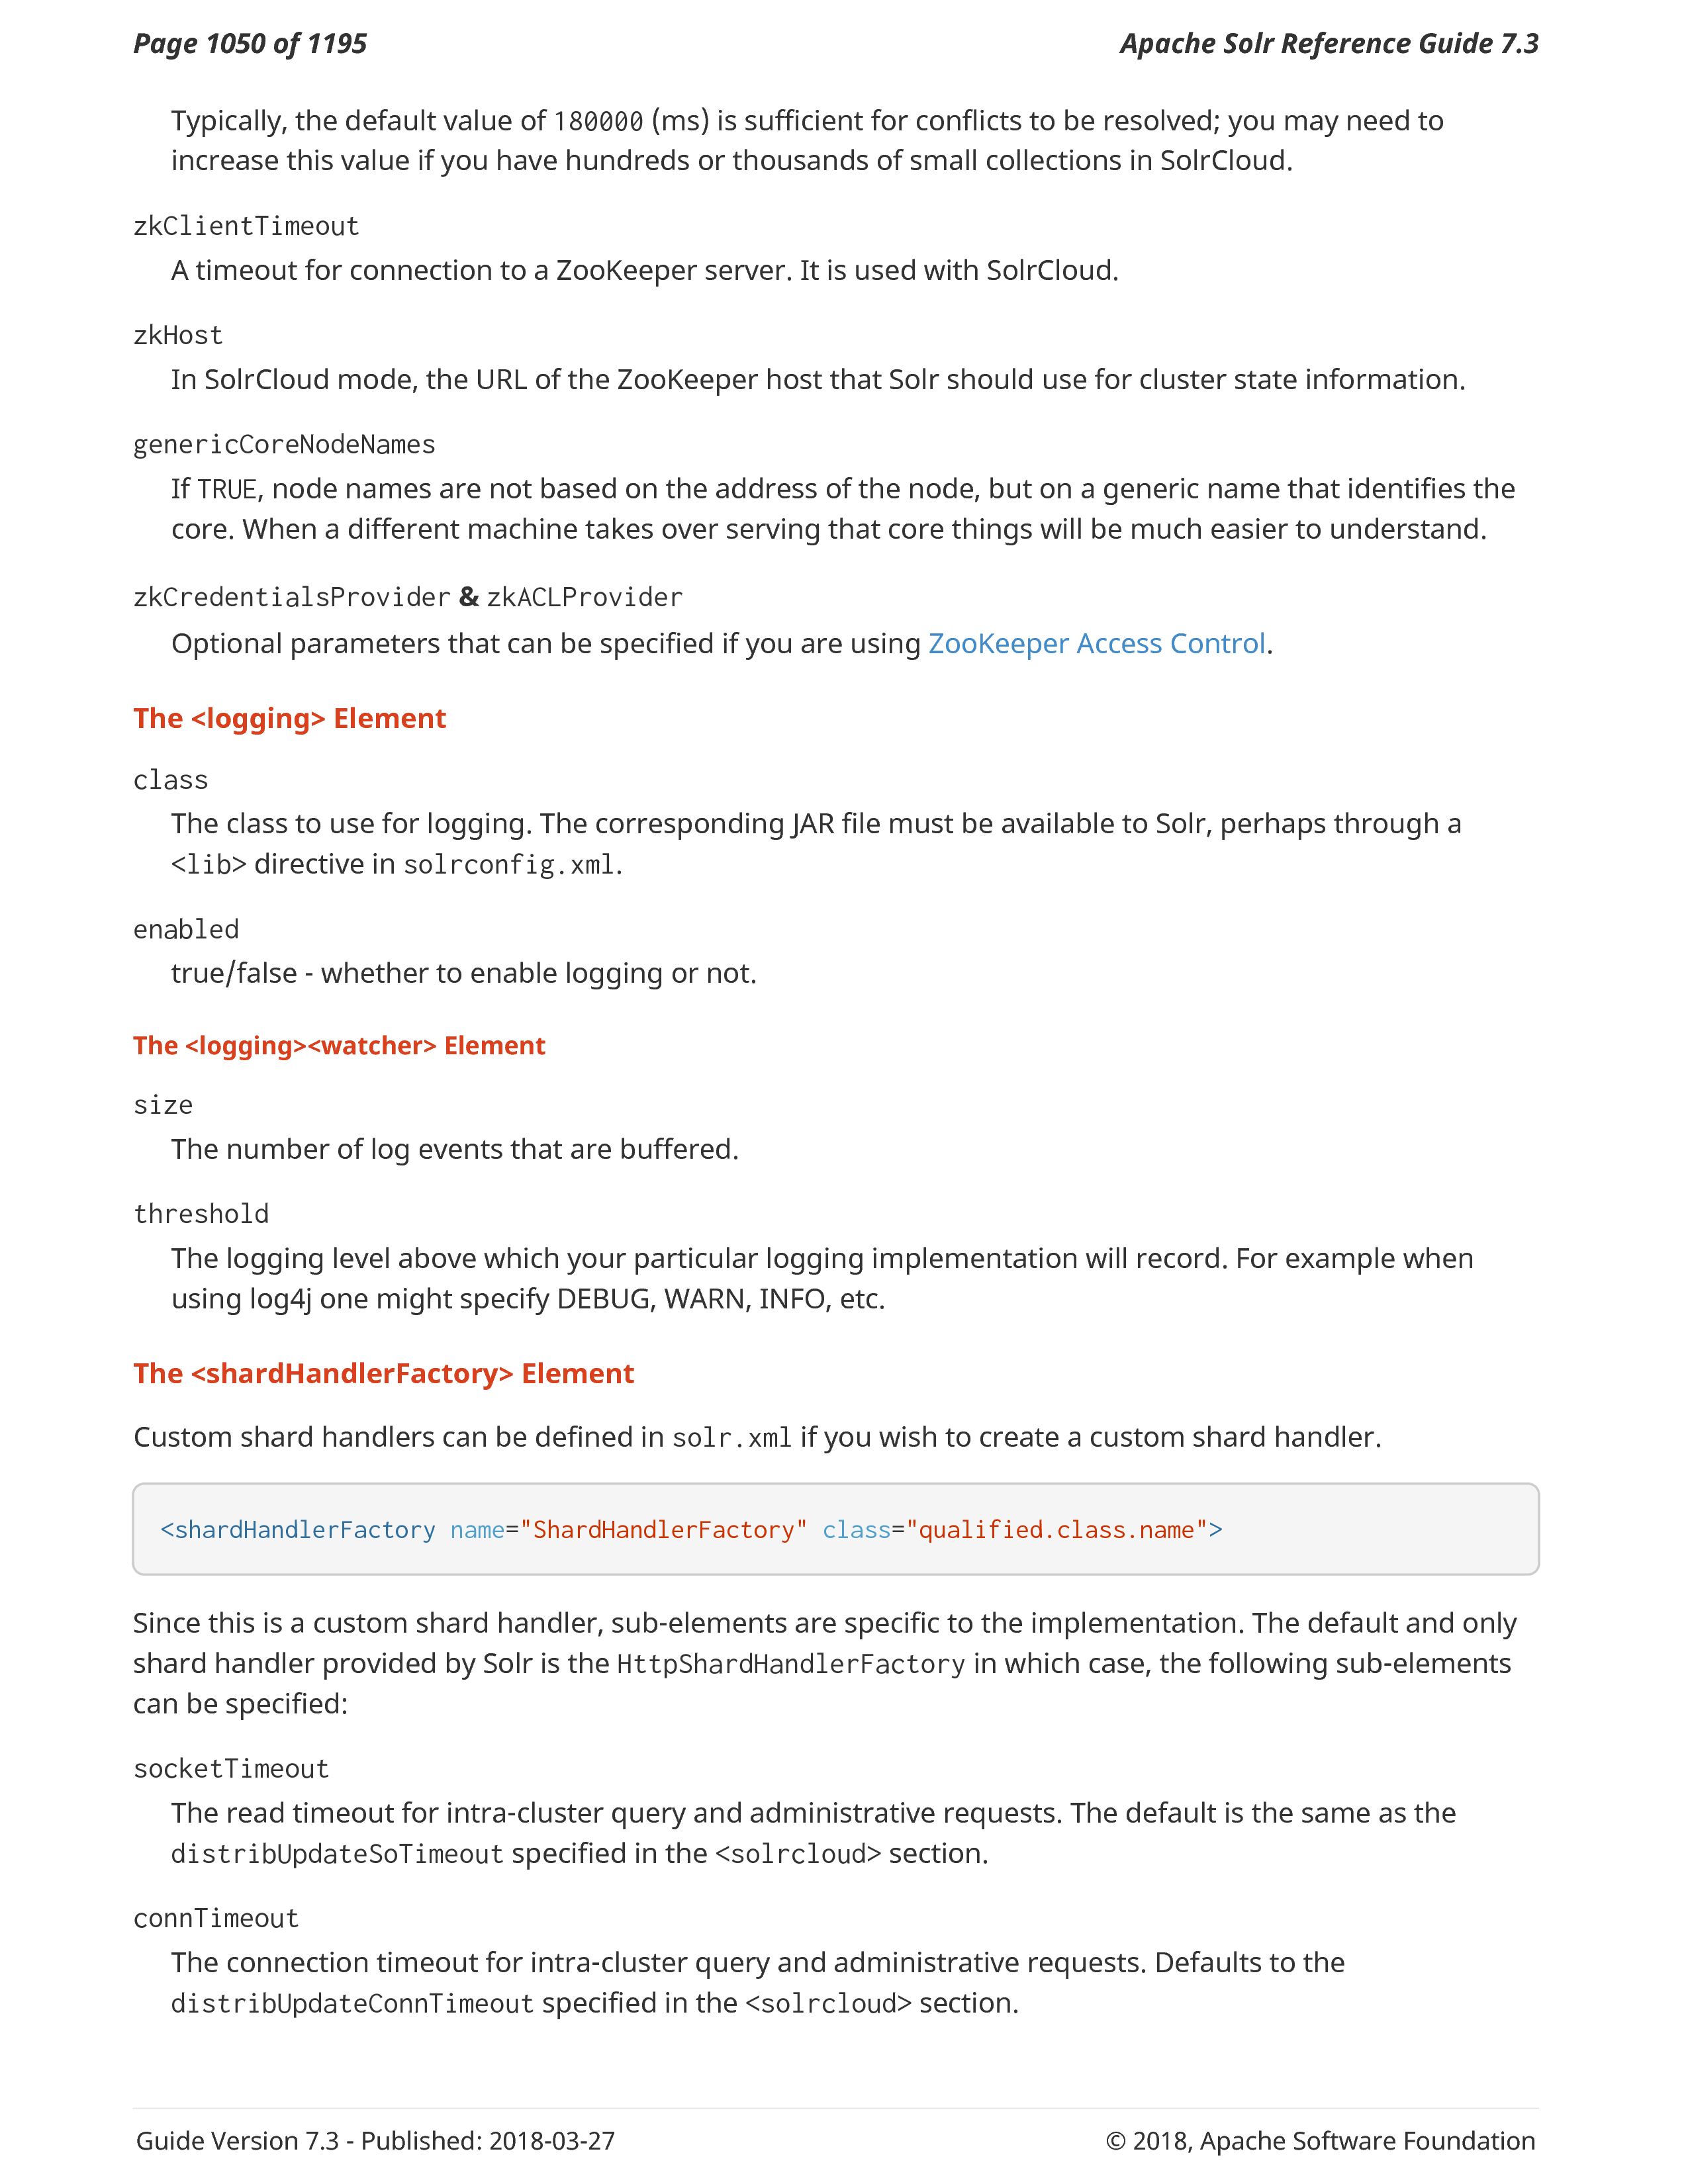 Page 1050 of 1195
Apache Solr Reference Guide 7.3
Typically, the default value of 180000 (ms) is sufficient for conflicts to be resolved; you may need to
increase this value if you have hundreds or thousands of small collections in SolrCloud.
zkClientTimeout
A timeout for connection to a ZooKeeper server. It is used with SolrCloud.
zkHost
In SolrCloud mode, the URL of the ZooKeeper host that Solr should use for cluster state information.
genericCoreNodeNames
If TRUE, node names are not based on the address of the node, but on a generic name that identifies the
core. When a different machine takes over serving that core things will be much easier to understand.
zkCredentialsProvider & zkACLProvider
Optional parameters that can be specified if you are using ZooKeeper Access Control.
The <logging> Element
class
The class to use for logging. The corresponding JAR file must be available to Solr, perhaps through a
<lib> directive in solrconfig.xml.
enabled
true/false - whether to enable logging or not.
The <logging><watcher> Element
size
The number of log events that are buffered.
threshold
The logging level above which your particular logging implementation will record. For example when
using log4j one might specify DEBUG, WARN, INFO, etc.
The <shardHandlerFactory> Element
Custom shard handlers can be defined in solr.xml if you wish to create a custom shard handler.
<shardHandlerFactory name="ShardHandlerFactory" class="qualified.class.name">
Since this is a custom shard handler, sub-elements are specific to the implementation. The default and only
shard handler provided by Solr is the HttpShardHandlerFactory in which case, the following sub-elements
can be specified:
socketTimeout
The read timeout for intra-cluster query and administrative requests. The default is the same as the
distribUpdateSoTimeout specified in the <solrcloud> section.
connTimeout
The connection timeout for intra-cluster query and administrative requests. Defaults to the
distribUpdateConnTimeout specified in the <solrcloud> section.
Guide Version 7.3 - Published: 2018-03-27
© 2018, Apache Software Foundation